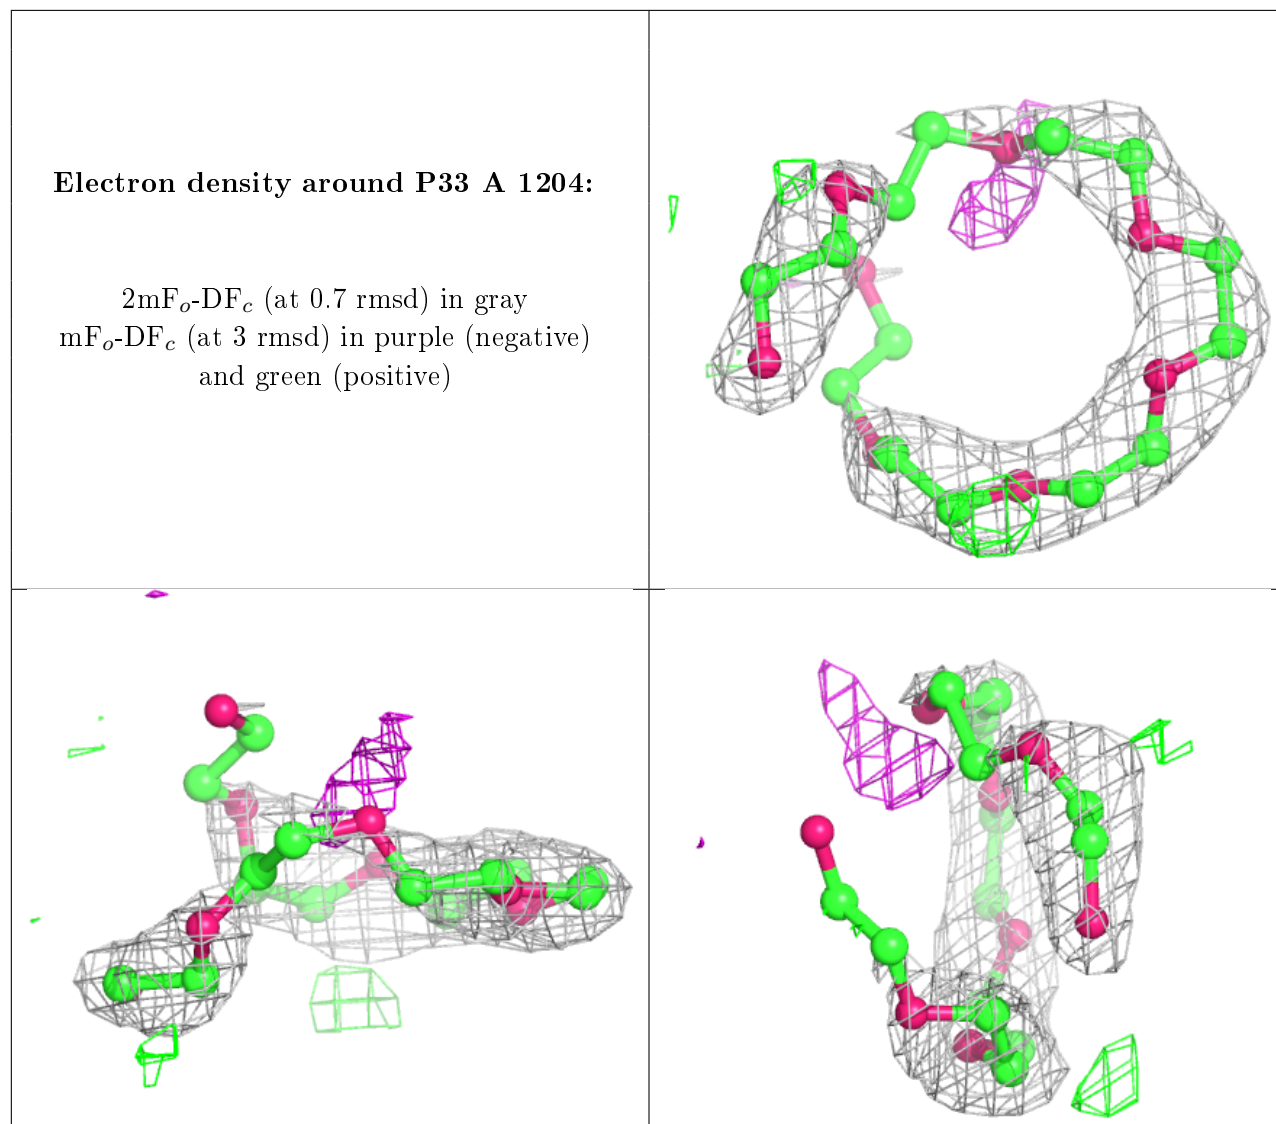 Electron density around P33 A 1204:
2mFₒ-DF𝒸 (at 0.7 rmsd) in gray
mFₒ-DF𝒸 (at 3 rmsd) in purple (negative)
and green (positive)